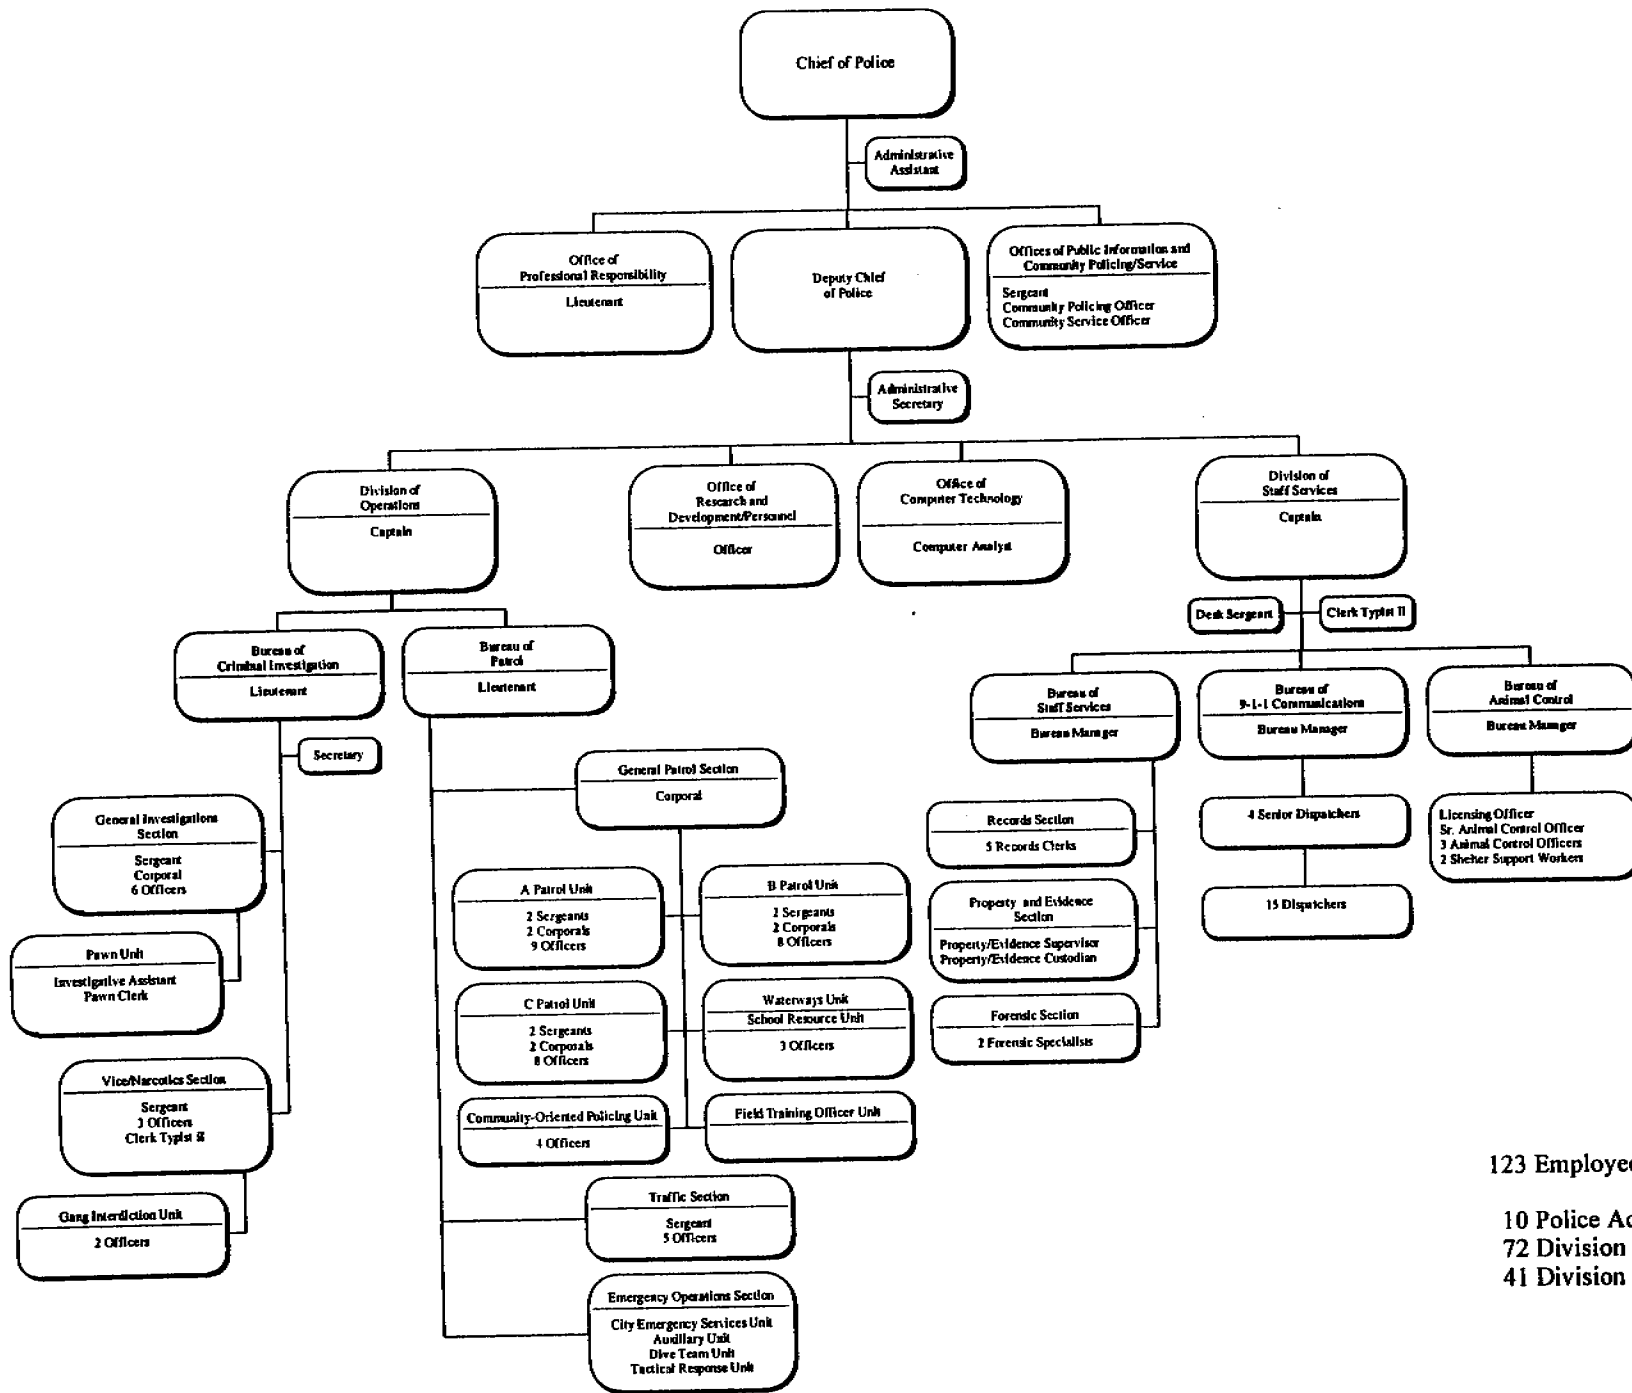 Chief of Police
Administrative
Assistant
Office of
Professional Responsibility
Lieutenant
Deputy Chief
of Police
Offices of Public Information and
Community Policing/Service
Sergeant
Community Policing Officer
Community Service Officer
Administrative
Secretary
Division of
Operations
Captain
Office of
Research and
Development/Personnel
Officer
Office of
Computer Technology
Computer Analyst
Division of
Staff Services
Captain
Desk Sergeant
Clerk Typist II
Bureau of
Criminal Investigation
Lieutenant
Bureau of
Patrol
Lieutenant
Bureau of
Staff Services
Bureau Manager
Bureau of
9-1-1 Communications
Bureau Manager
Bureau of
Animal Control
Bureau Manager
Secretary
General Investigations
Section
Sergeant
Corporal
6 Officers
Pawn Unit
Investigative Assistant
Pawn Clerk
Vice/Narcotics Section
Sergeant
3 Officers
Clerk Typist II
Gang Interdiction Unit
2 Officers
General Patrol Section
Corporal
A Patrol Unit
2 Sergeants
2 Corporals
9 Officers
B Patrol Unit
2 Sergeants
2 Corporals
8 Officers
C Patrol Unit
2 Sergeants
2 Corporals
8 Officers
Waterways Unit
School Resource Unit
3 Officers
Community-Oriented Policing Unit
4 Officers
Field Training Officer Unit
Traffic Section
Sergeant
5 Officers
Emergency Operations Section
City Emergency Services Unit
Auxiliary Unit
Dive Team Unit
Tactical Response Unit
Records Section
5 Records Clerks
Property and Evidence
Section
Property/Evidence Supervisor
Property/Evidence Custodian
Forensic Section
2 Forensic Specialists
4 Senior Dispatchers
15 Dispatchers
Licensing Officer
Sr. Animal Control Officer
3 Animal Control Officers
2 Shelter Support Workers
123 Employee
10 Police Ad
72 Division
41 Division